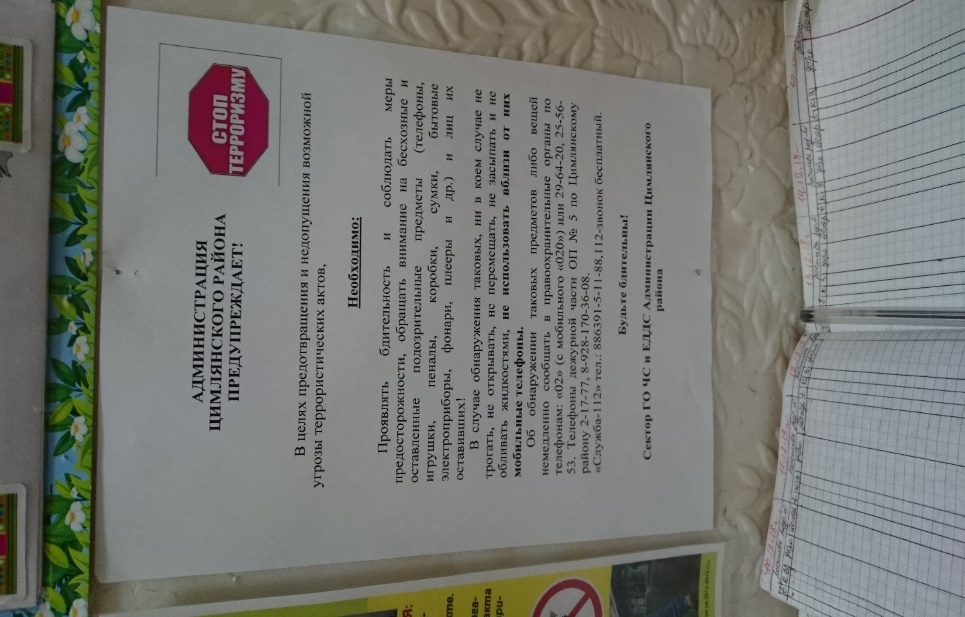 СТОП
ТЕРРОРИЗМУ
АДМИНИСТРАЦИЯ
ЦИМЛЯНСКОГО РАЙОНА
ПРЕДУПРЕЖДАЕТ!
В целях предотвращения и недопущения возможной
угрозы террористических актов,
Необходимо:
Проявлять бдительность и соблюдать меры
предосторожности, обращать внимание на бесхозные и
оставленные подозрительные предметы (телефоны,
игрушки, пеналы, коробки, сумки, бытовые
электроприборы, фонари, плееры и др.) и лиц их
оставивших!
В случае обнаружения таковых, ни в коем случае не
трогать, не открывать, не перемещать, не засыпать и не
обливать жидкостями, не использовать вблизи от них
мобильные телефоны.
Об обнаружении таковых предметов либо вещей
немедленно сообщать в правоохранительные органы по
телефонам: «02» (с мобильного «020») или 29-64-20, 25-56-
53. Телефоны дежурной части ОП № 5 по Цимлянскому
району 2-17-77, 8-928-170-36-08.
«Служба-112» тел.: 886391-5-11-88,112-звонок бесплатный.
Будьте бдительны!
Сектор ГО ЧС и ЕДДС Администрации Цимлянского
района